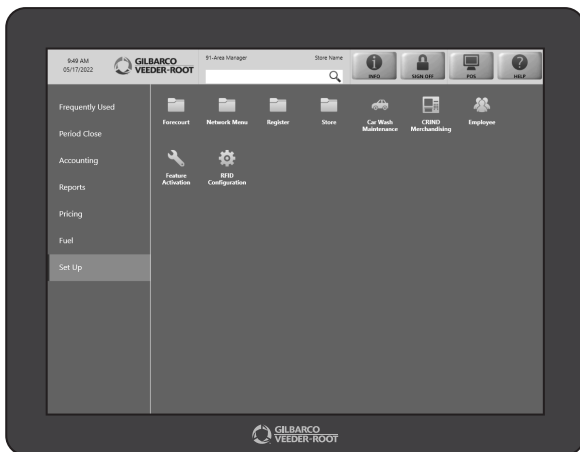 9:49 AM
05/17/2022
GILBARCO
VEEDER-ROOT
91-Area Manager
Store Name
INFO
SIGN OFF
POS
HELP
Frequently Used
Period Close
Accounting
Reports
Pricing
Fuel
Set Up
Forecourt
Network Menu
Register
Store
Car Wash
Maintenance
CRIND
Merchandising
Employee
Feature
Activation
RFID
Configuration
GILBARCO
VEEDER-ROOT